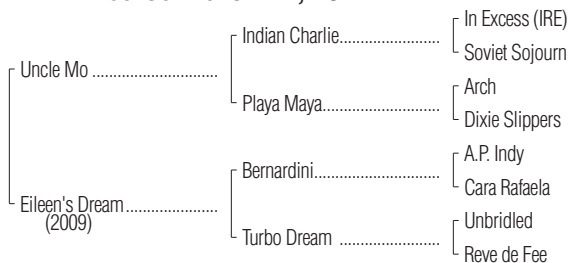 In Excess (IRE)
Indian Charlie........................
Soviet Sojourn
Uncle Mo ..............................
Arch
Playa Maya............................
Dixie Slippers
A.P. Indy
Bernardini..............................
Cara Rafaela
Eileen's Dream......................
(2009)
Unbridled
Turbo Dream ........................
Reve de Fee